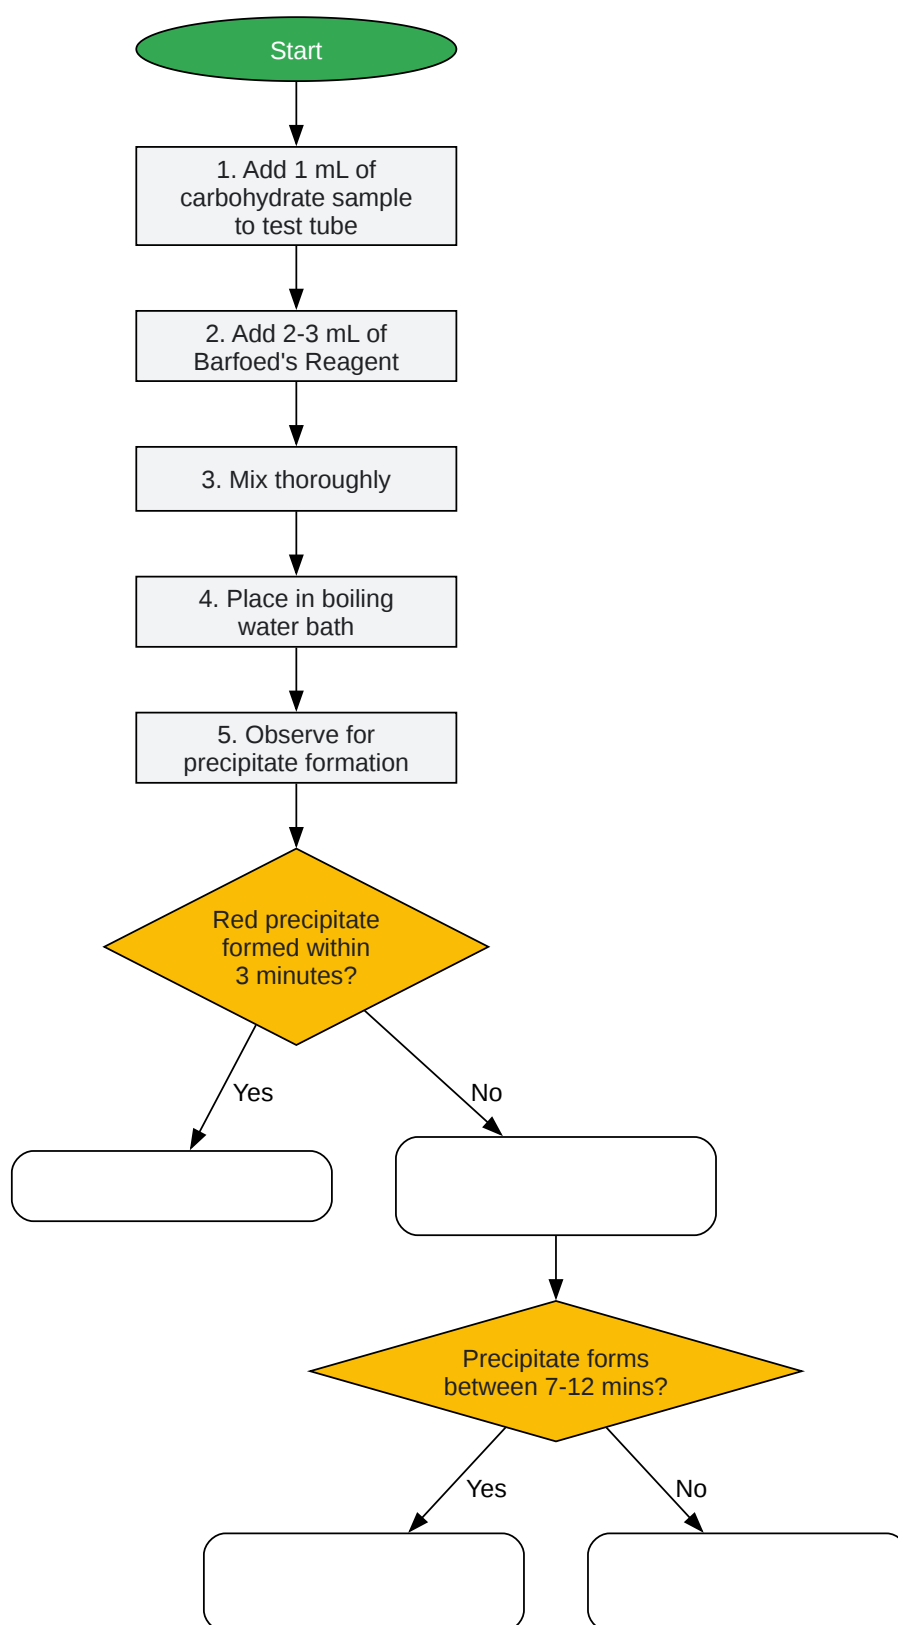 Start
1. Add 1 mL of
carbohydrate sample
to test tube
2. Add 2-3 mL of
Barfoed's Reagent
3. Mix thoroughly
4. Place in boiling
water bath
5. Observe for
precipitate formation
Red precipitate
formed within
3 minutes?
Yes
No
Precipitate forms
between 7-12 mins?
Yes
No